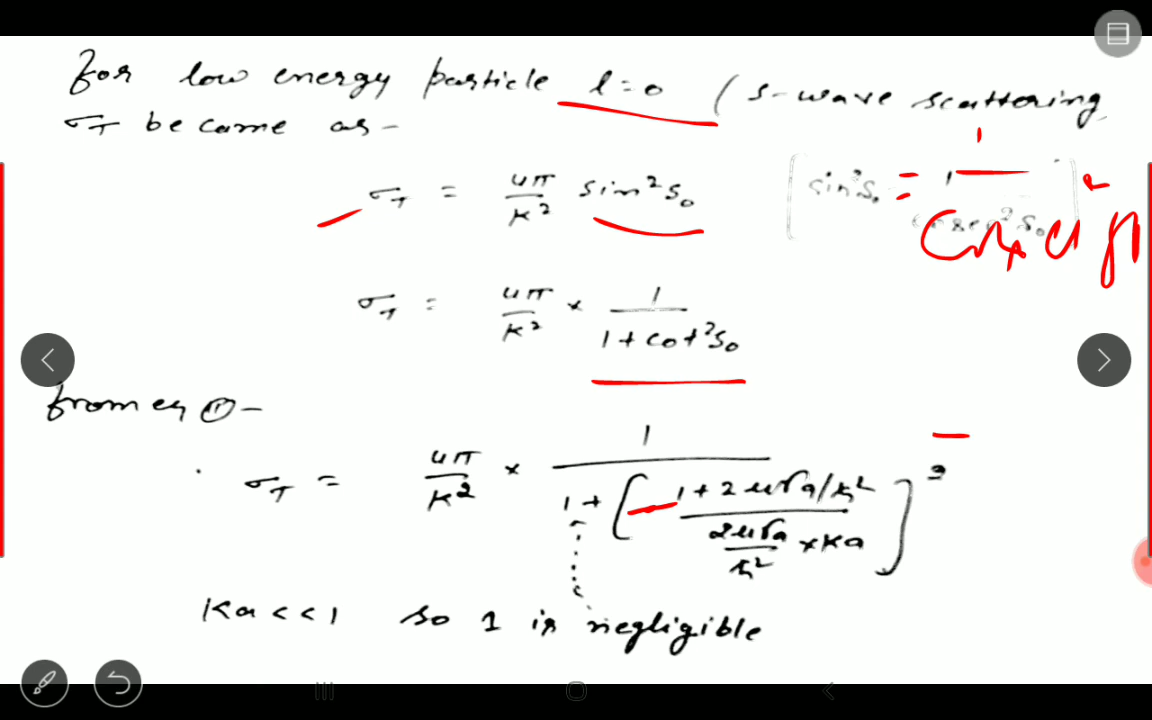 for low energy particle l=0 (s-wave scattering
σT become as -
σT = 4π/K² sin²δ₀ [sin²δ₀ = 1/cosec²δ₀]
σT = 4π/K² × 1/(1 + cot²δ₀)
from eq ⑪ -
σT = 4π/K² × 1/(1 + [-(1 + 2μΓa/ħ²)/(2μΓa/ħ² × Ka)]²)
Ka << 1 so 1 is negligible